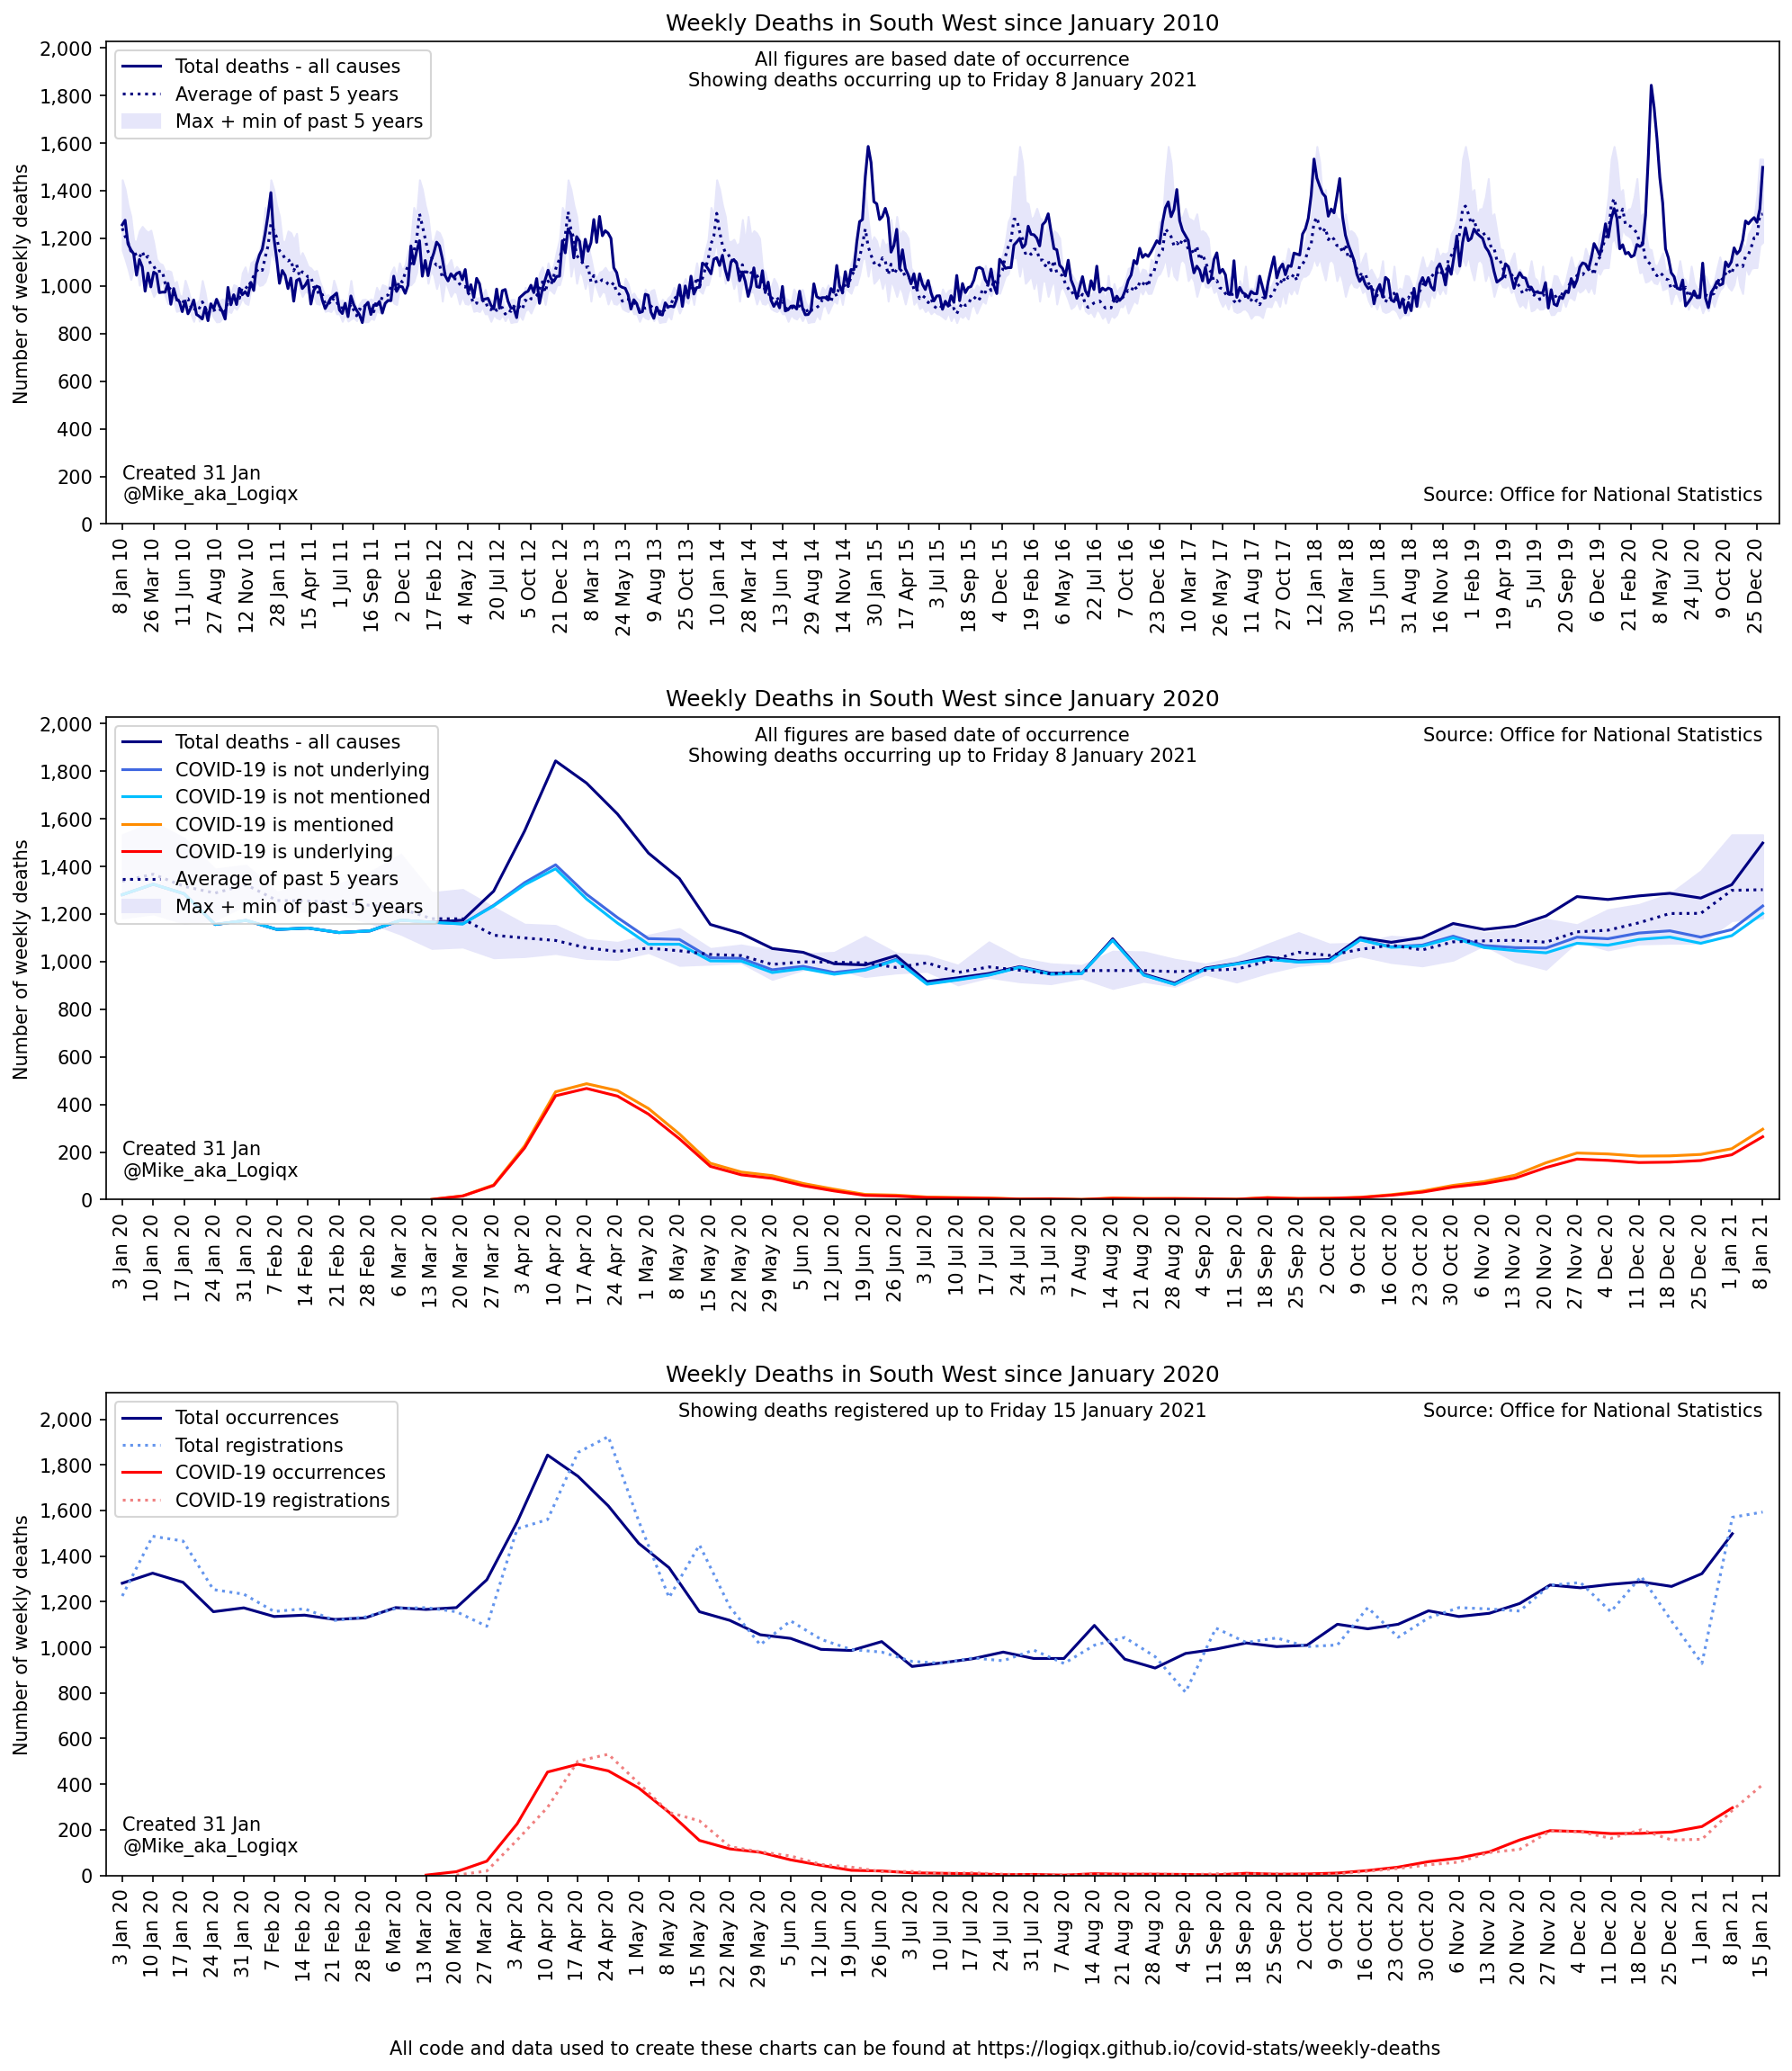 Weekly Deaths in South West since January 2010
All figures are based date of occurrence
Showing deaths occurring up to Friday 8 January 2021
Total deaths - all causes
Average of past 5 years
Max + min of past 5 years
Number of weekly deaths
2,000
1,800
1,600
1,400
1,200
1,000
800
600
400
200
0
Created 31 Jan
@Mike_aka_Logiqx
Source: Office for National Statistics
8 Jan 10
26 Mar 10
11 Jun 10
27 Aug 10
12 Nov 10
28 Jan 11
15 Apr 11
1 Jul 11
16 Sep 11
2 Dec 11
17 Feb 12
4 May 12
20 Jul 12
5 Oct 12
21 Dec 12
8 Mar 13
24 May 13
9 Aug 13
25 Oct 13
10 Jan 14
28 Mar 14
13 Jun 14
29 Aug 14
14 Nov 14
30 Jan 15
17 Apr 15
3 Jul 15
18 Sep 15
4 Dec 15
19 Feb 16
6 May 16
22 Jul 16
7 Oct 16
23 Dec 16
10 Mar 17
26 May 17
11 Aug 17
27 Oct 17
12 Jan 18
30 Mar 18
15 Jun 18
31 Aug 18
16 Nov 18
1 Feb 19
19 Apr 19
5 Jul 19
20 Sep 19
6 Dec 19
21 Feb 20
8 May 20
24 Jul 20
9 Oct 20
25 Dec 20
Weekly Deaths in South West since January 2020
All figures are based date of occurrence
Showing deaths occurring up to Friday 8 January 2021
Source: Office for National Statistics
Total deaths - all causes
COVID-19 is not underlying
COVID-19 is not mentioned
COVID-19 is mentioned
COVID-19 is underlying
Average of past 5 years
Max + min of past 5 years
Number of weekly deaths
2,000
1,800
1,600
1,400
1,200
1,000
800
600
400
200
0
Created 31 Jan
@Mike_aka_Logiqx
3 Jan 20
10 Jan 20
17 Jan 20
24 Jan 20
31 Jan 20
7 Feb 20
14 Feb 20
21 Feb 20
28 Feb 20
6 Mar 20
13 Mar 20
20 Mar 20
27 Mar 20
3 Apr 20
10 Apr 20
17 Apr 20
24 Apr 20
1 May 20
8 May 20
15 May 20
22 May 20
29 May 20
5 Jun 20
12 Jun 20
19 Jun 20
26 Jun 20
3 Jul 20
10 Jul 20
17 Jul 20
24 Jul 20
31 Jul 20
7 Aug 20
14 Aug 20
21 Aug 20
28 Aug 20
4 Sep 20
11 Sep 20
18 Sep 20
25 Sep 20
2 Oct 20
9 Oct 20
16 Oct 20
23 Oct 20
30 Oct 20
6 Nov 20
13 Nov 20
20 Nov 20
27 Nov 20
4 Dec 20
11 Dec 20
18 Dec 20
25 Dec 20
1 Jan 21
8 Jan 21
Weekly Deaths in South West since January 2020
Showing deaths registered up to Friday 15 January 2021
Source: Office for National Statistics
Total occurrences
Total registrations
COVID-19 occurrences
COVID-19 registrations
Number of weekly deaths
2,000
1,800
1,600
1,400
1,200
1,000
800
600
400
200
0
Created 31 Jan
@Mike_aka_Logiqx
3 Jan 20
10 Jan 20
17 Jan 20
24 Jan 20
31 Jan 20
7 Feb 20
14 Feb 20
21 Feb 20
28 Feb 20
6 Mar 20
13 Mar 20
20 Mar 20
27 Mar 20
3 Apr 20
10 Apr 20
17 Apr 20
24 Apr 20
1 May 20
8 May 20
15 May 20
22 May 20
29 May 20
5 Jun 20
12 Jun 20
19 Jun 20
26 Jun 20
3 Jul 20
10 Jul 20
17 Jul 20
24 Jul 20
31 Jul 20
7 Aug 20
14 Aug 20
21 Aug 20
28 Aug 20
4 Sep 20
11 Sep 20
18 Sep 20
25 Sep 20
2 Oct 20
9 Oct 20
16 Oct 20
23 Oct 20
30 Oct 20
6 Nov 20
13 Nov 20
20 Nov 20
27 Nov 20
4 Dec 20
11 Dec 20
18 Dec 20
25 Dec 20
1 Jan 21
8 Jan 21
15 Jan 21
All code and data used to create these charts can be found at https://logiqx.github.io/covid-stats/weekly-deaths